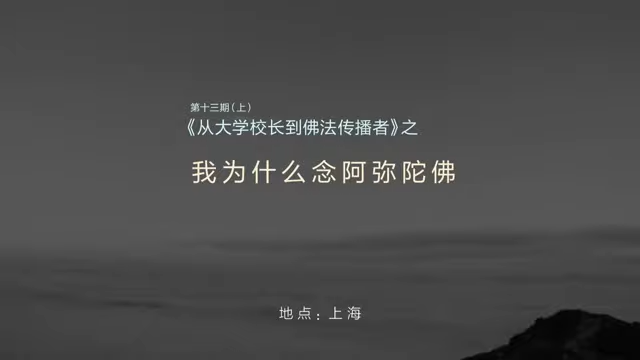 第十三期(上)
《从大学校长到佛法传播者》之
我为什么念阿弥陀佛
地点：上海